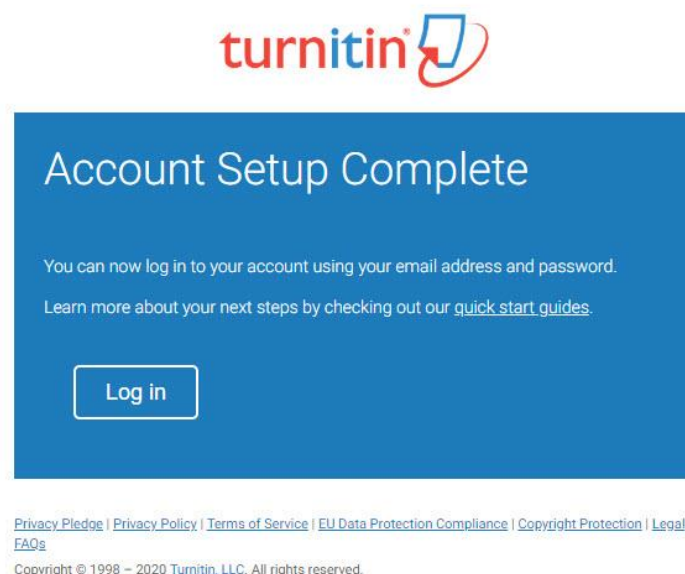 turnitin®
Account Setup Complete
You can now log in to your account using your email address and password.
Learn more about your next steps by checking out our quick start guides.
Log in
Privacy Pledge | Privacy Policy | Terms of Service | EU Data Protection Compliance | Copyright Protection | Legal
FAQs
Copyright © 1998 – 2020 Turnitin, LLC. All rights reserved.